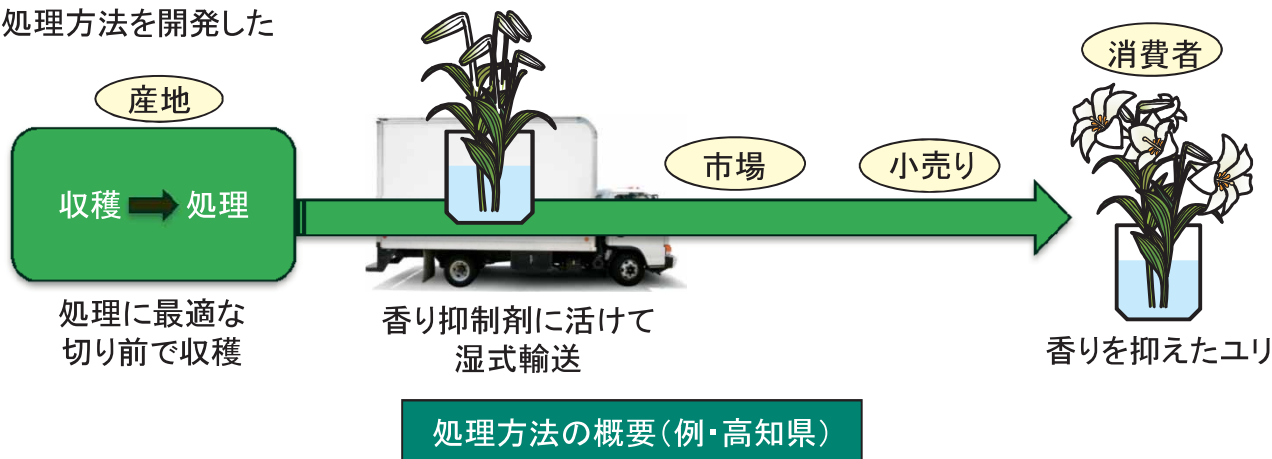 処理方法を開発した
産地
収穫 処理
処理に最適な
切り前で収穫
香り抑制剤に活けて
湿式輸送
市場
小売り
消費者
香りを抑えたユリ
処理方法の概要(例・高知県)